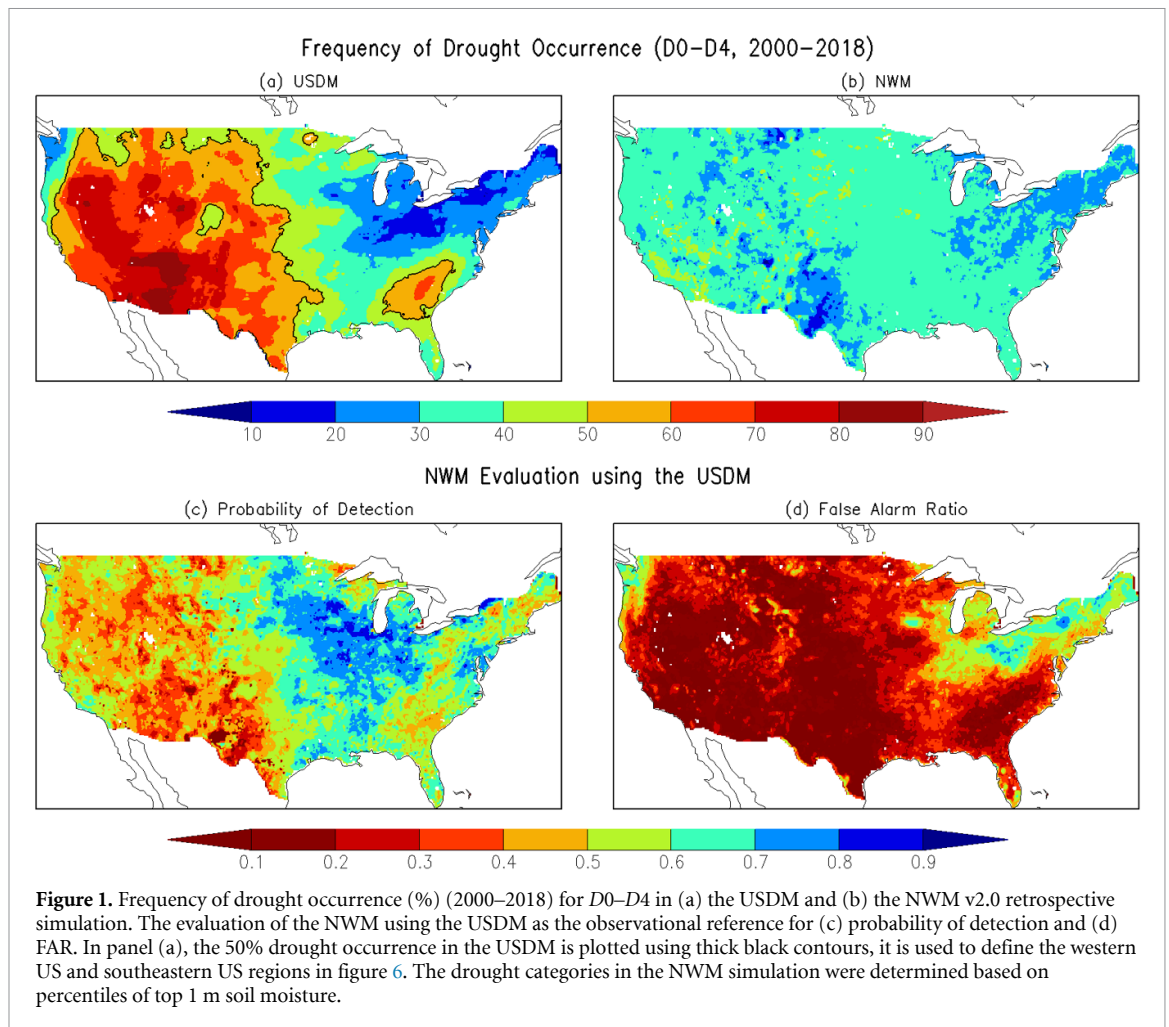 Frequency of Drought Occurrence (D0–D4, 2000–2018)
(a) USDM
(b) NWM
10 20 30 40 50 60 70 80 90
NWM Evaluation using the USDM
(c) Probability of Detection
(d) False Alarm Ratio
0.1 0.2 0.3 0.4 0.5 0.6 0.7 0.8 0.9
Figure 1. Frequency of drought occurrence (%) (2000–2018) for D0–D4 in (a) the USDM and (b) the NWM v2.0 retrospective
simulation. The evaluation of the NWM using the USDM as the observational reference for (c) probability of detection and (d)
FAR. In panel (a), the 50% drought occurrence in the USDM is plotted using thick black contours, it is used to define the western
US and southeastern US regions in figure 6. The drought categories in the NWM simulation were determined based on
percentiles of top 1 m soil moisture.